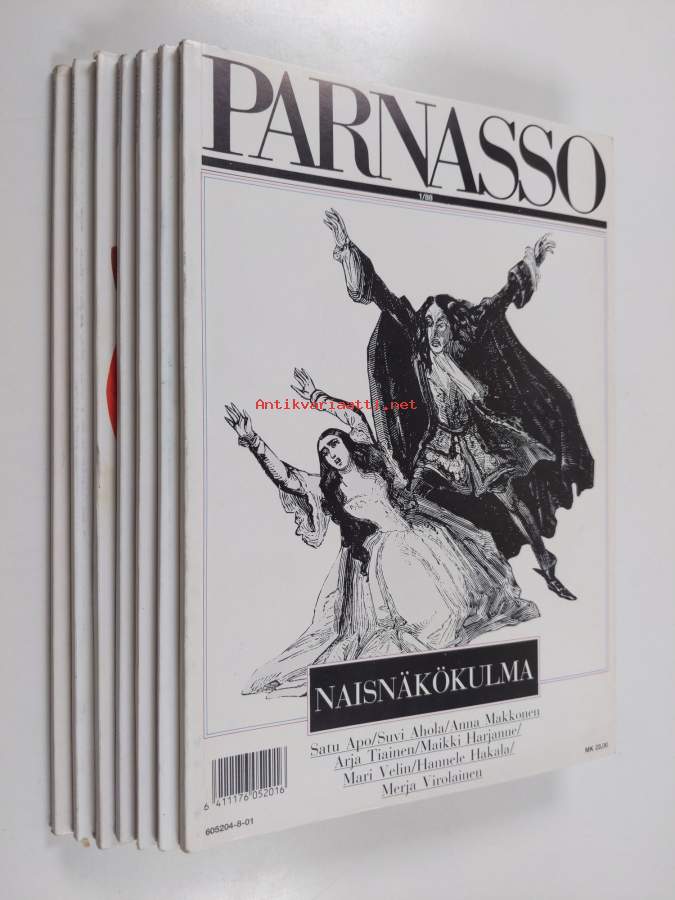 PARNASSO
1/88
Antikvariaatti.net
NAISNÄKÖKULMA
Satu Apo/Suvi Ahola/Anna Makkonen
Arja Tiainen/Maikki Harjanne/
Mari Velin/Hannele Hakala/
Merja Virolainen
MK 20,00
6 411176 052016
605204-8-01